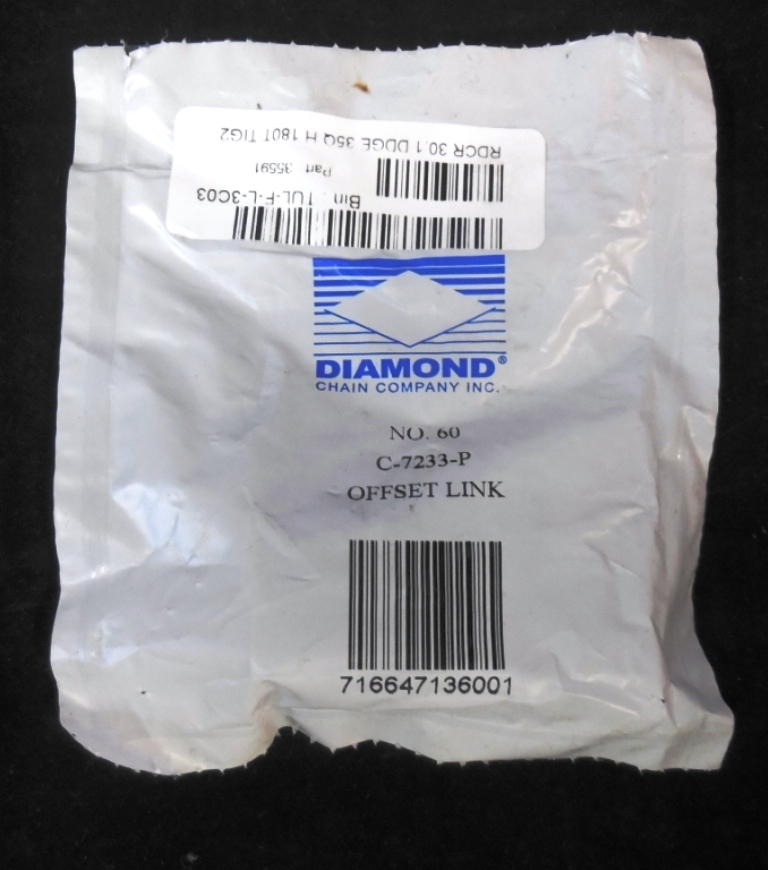 RDCR 30.1 DDGE 35Q H 180T TIG2
Part 35591
Bin TUL-F-L-3C03
DIAMOND®
CHAIN COMPANY INC.
NO. 60
C-7233-P
OFFSET LINK
716647136001